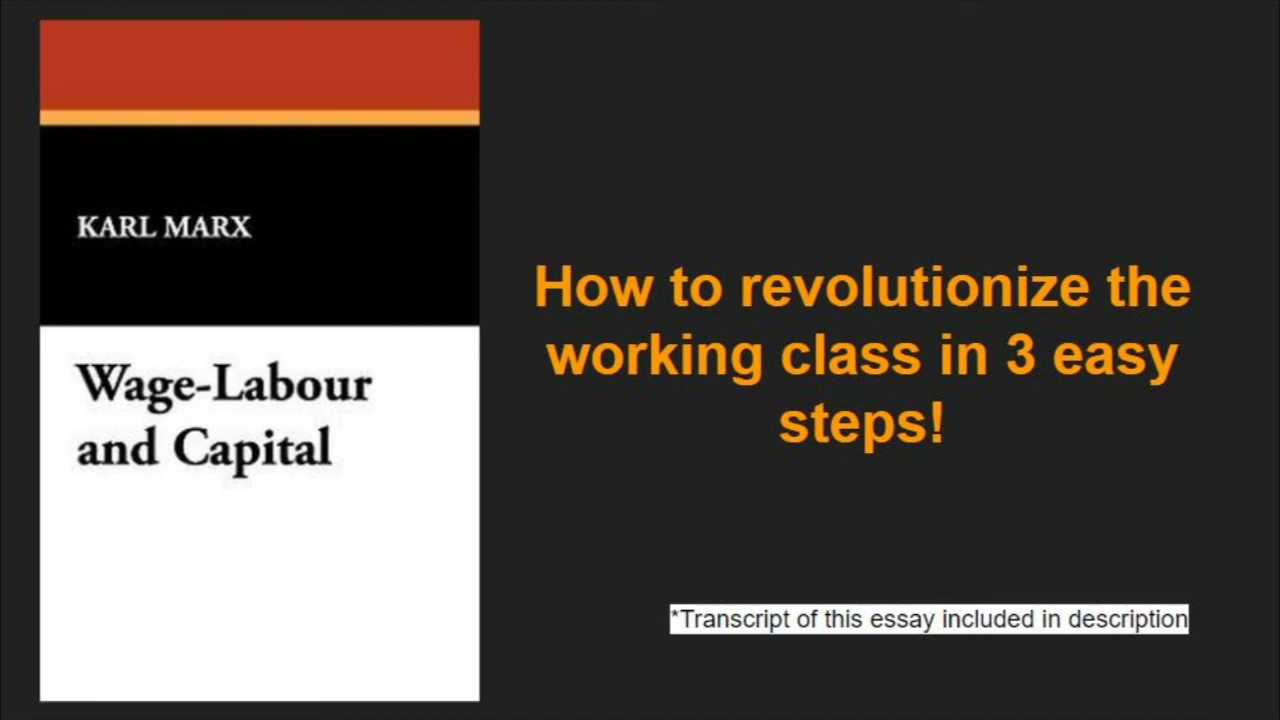 KARL MARX
Wage-Labour
and Capital
How to revolutionize the
working class in 3 easy
steps!
*Transcript of this essay included in description